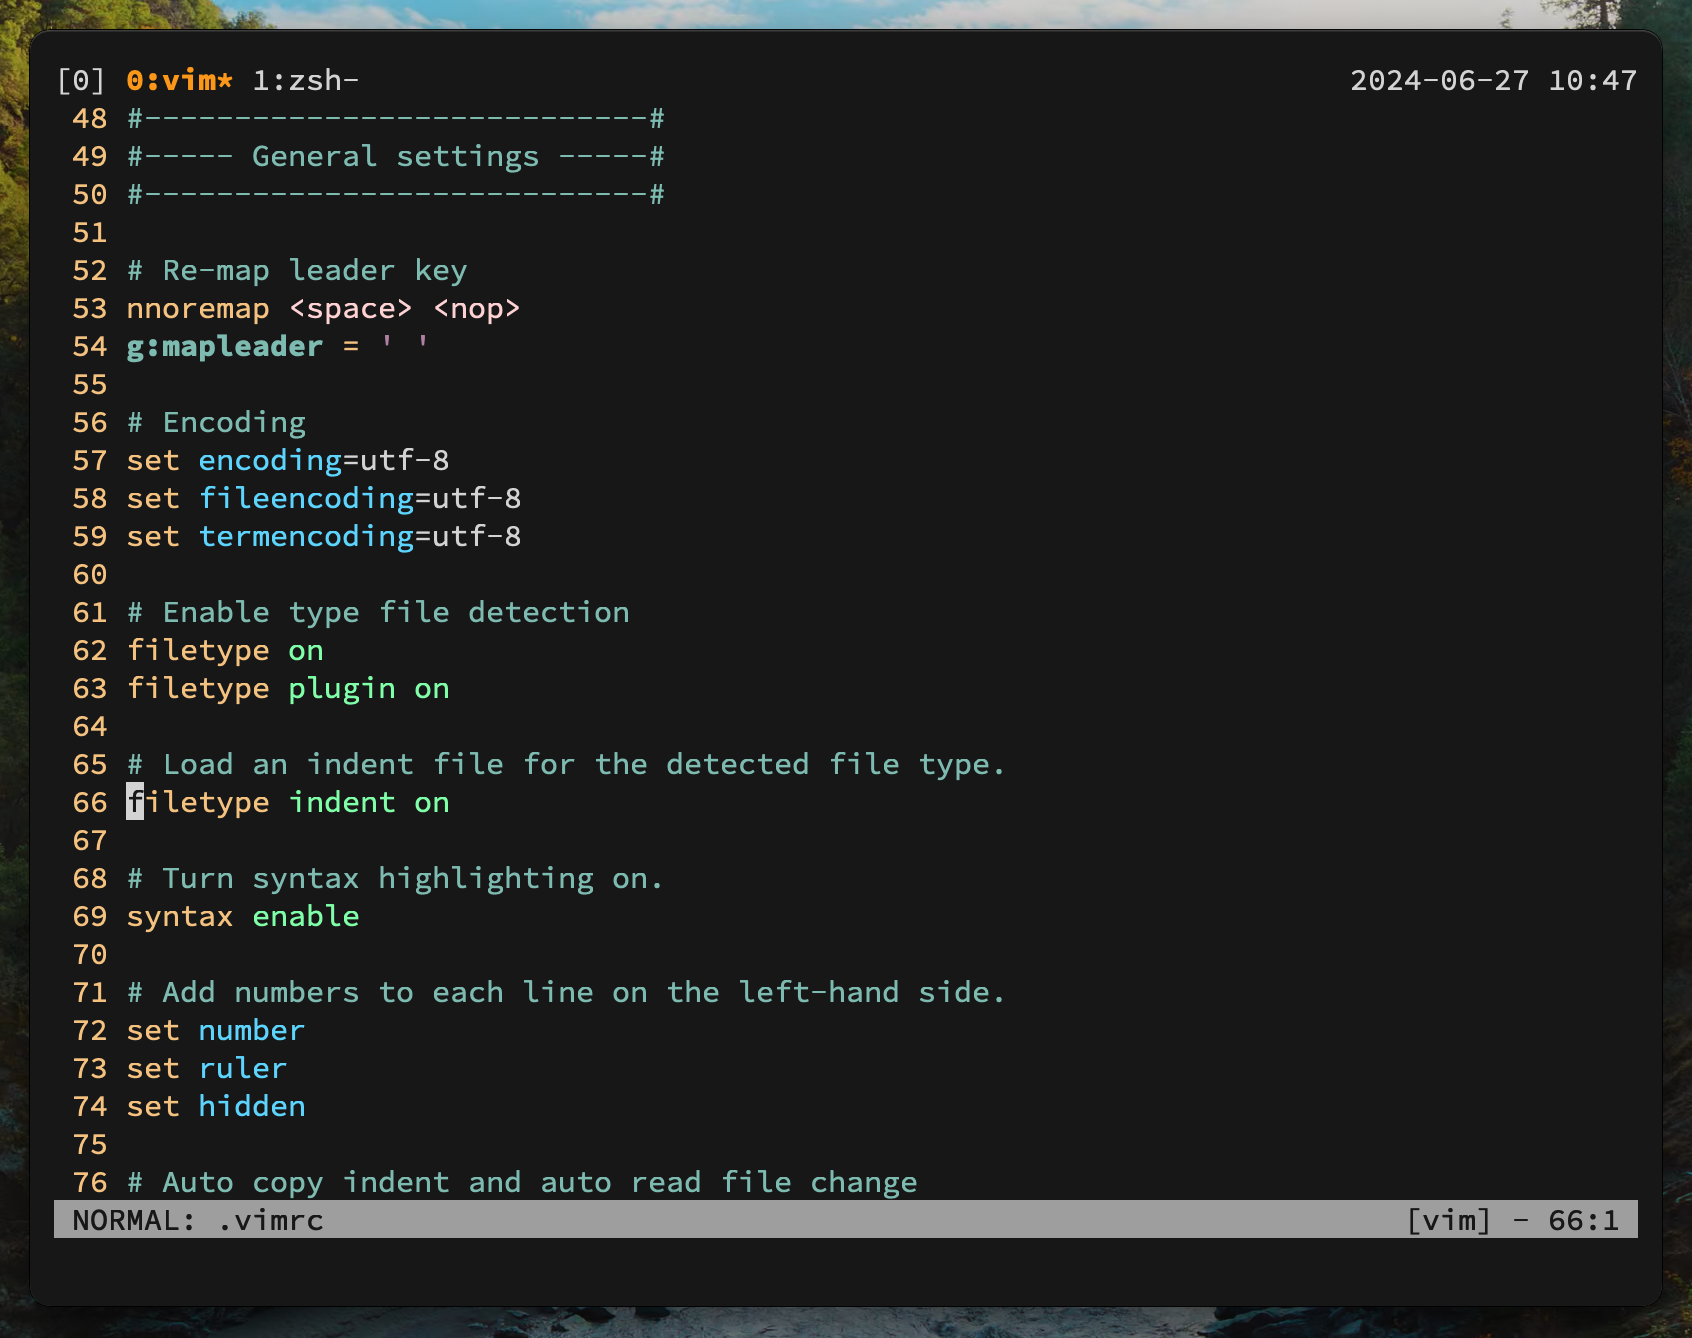 [0] 0:vim* 1:zsh- 2024-06-27 10:47
48 #----------------------------#
49 #----- General settings -----#
50 #----------------------------#
51
52 # Re-map leader key
53 nnoremap <space> <nop>
54 g:mapleader = ' '
55
56 # Encoding
57 set encoding=utf-8
58 set fileencoding=utf-8
59 set termencoding=utf-8
60
61 # Enable type file detection
62 filetype on
63 filetype plugin on
64
65 # Load an indent file for the detected file type.
66 filetype indent on
67
68 # Turn syntax highlighting on.
69 syntax enable
70
71 # Add numbers to each line on the left-hand side.
72 set number
73 set ruler
74 set hidden
75
76 # Auto copy indent and auto read file change
NORMAL: .vimrc [vim] - 66:1